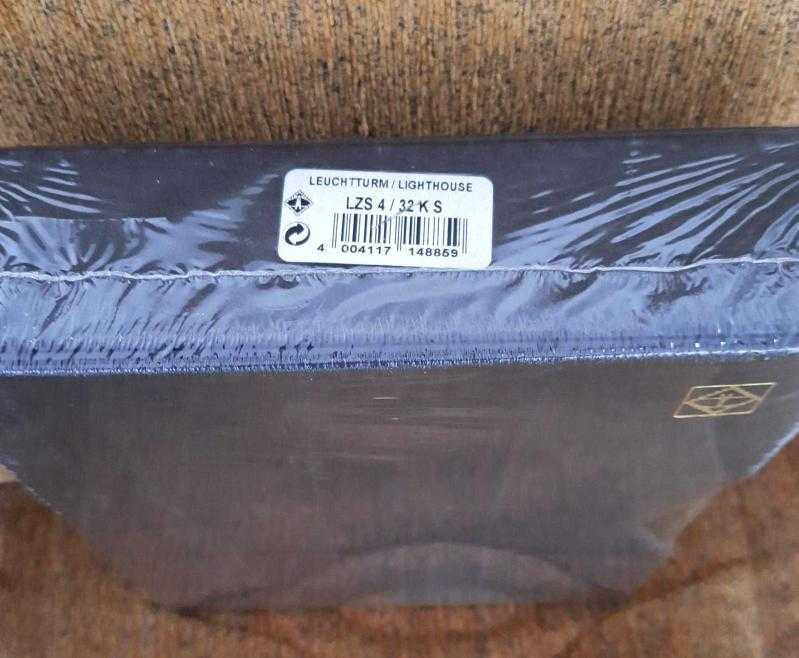 LEUCHTTURM / LIGHTHOUSE
LZS 4 / 32 K S
4 004117 148859